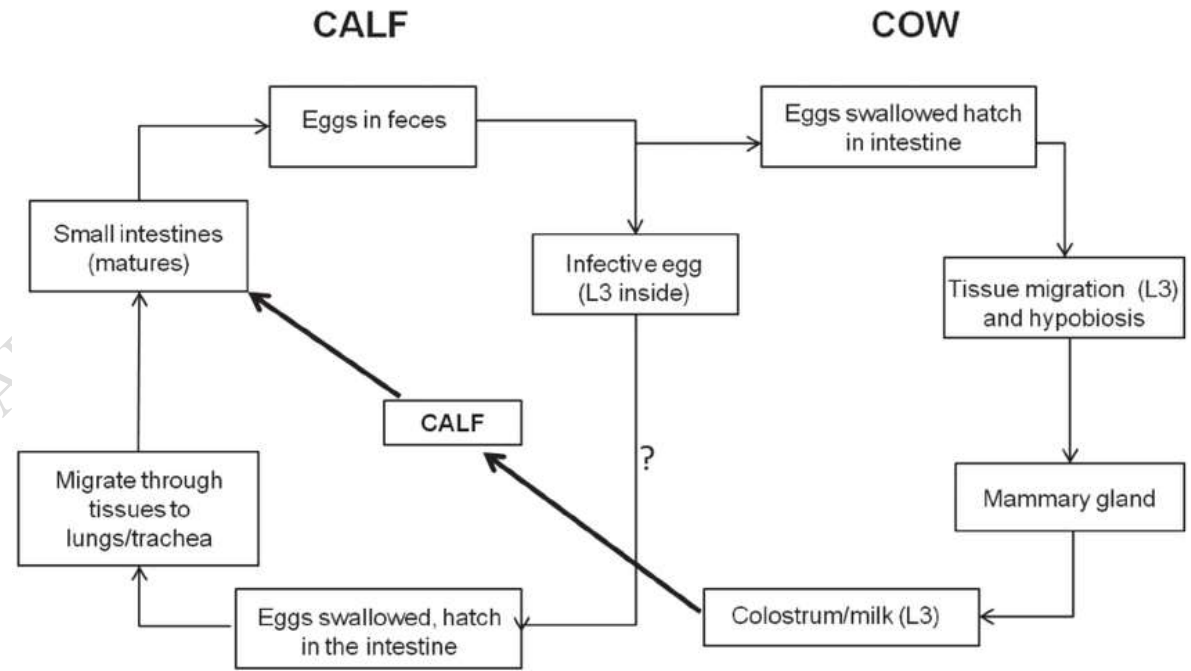 CALF
COW
Eggs in feces
Eggs swallowed hatch
in intestine
Small intestines
(matures)
Infective egg
(L3 inside)
Tissue migration (L3)
and hypobiosis
CALF
?
Migrate through
tissues to
lungs/trachea
Mammary gland
Eggs swallowed, hatch
in the intestine
Colostrum/milk (L3)